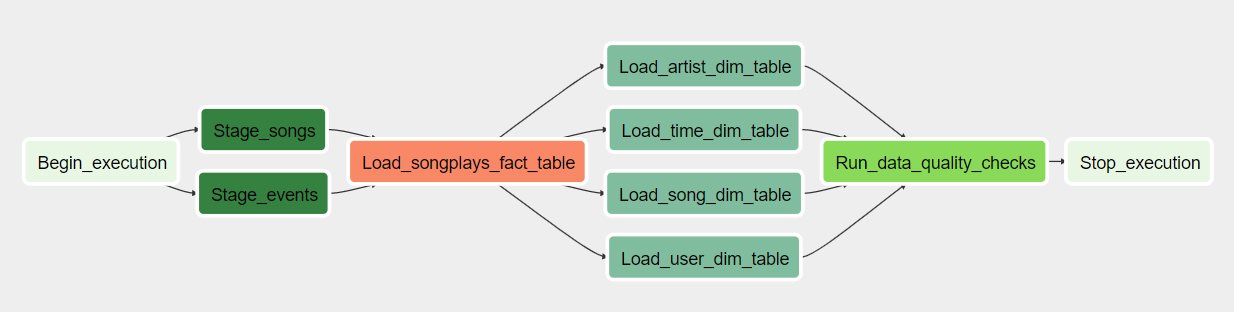 Begin_execution
Stage_songs
Stage_events
Load_songplays_fact_table
Load_artist_dim_table
Load_time_dim_table
Load_song_dim_table
Load_user_dim_table
Run_data_quality_checks
Stop_execution